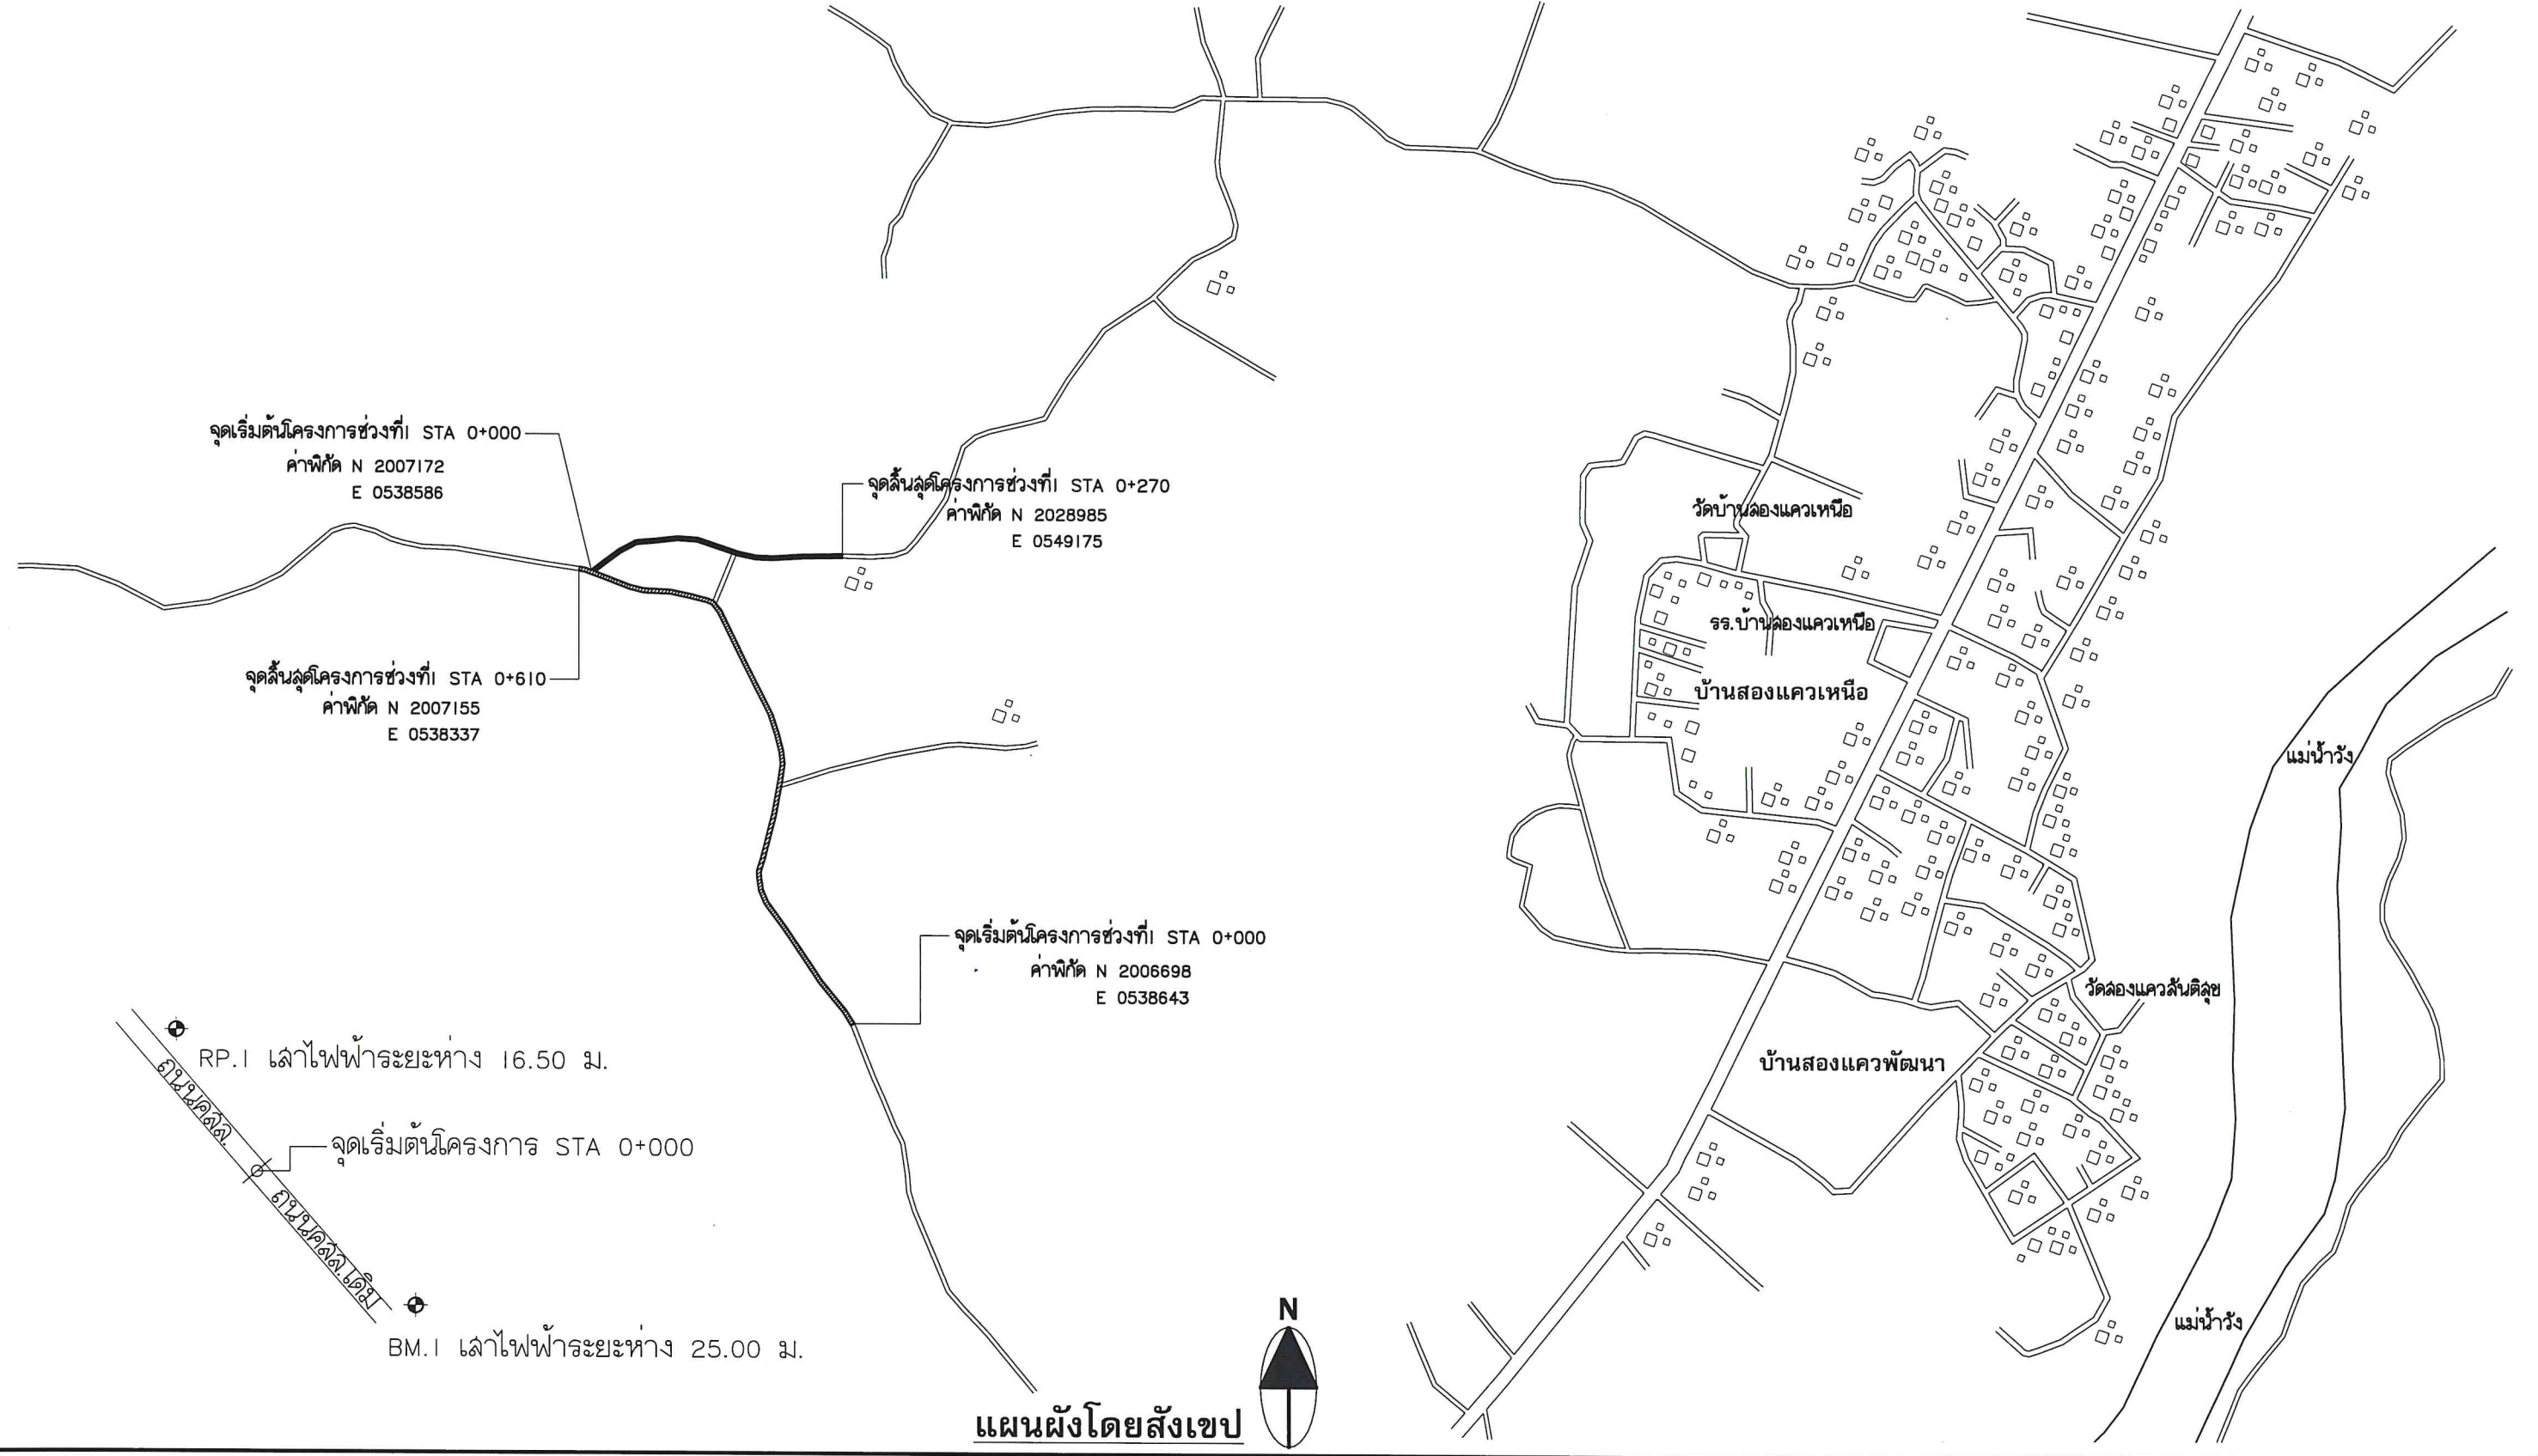 จุดเริ่มต้นโครงการช่วงที่1 STA 0+000
ค่าพิกัด N 2007172
E 0538586
จุดสิ้นสุดโครงการช่วงที่1 STA 0+270
ค่าพิกัด N 2028985
E 0549175
จุดสิ้นสุดโครงการช่วงที่1 STA 0+610
ค่าพิกัด N 2007155
E 0538337
จุดเริ่มต้นโครงการช่วงที่1 STA 0+000
ค่าพิกัด N 2006698
E 0538643
วัดบ้านสองแควเหนือ
รร.บ้านสองแควเหนือ
บ้านสองแควเหนือ
แม่น้ำวัง
วัดสองแควสันติสุข
บ้านสองแควพัฒนา
แม่น้ำวัง
RP.1 เสาไฟฟ้าระยะห่าง 16.50 ม.
ถนนคสล.
จุดเริ่มต้นโครงการ STA 0+000
ถนนคสล.เดิม
BM.1 เสาไฟฟ้าระยะห่าง 25.00 ม.
N
แผนผังโดยสังเขป